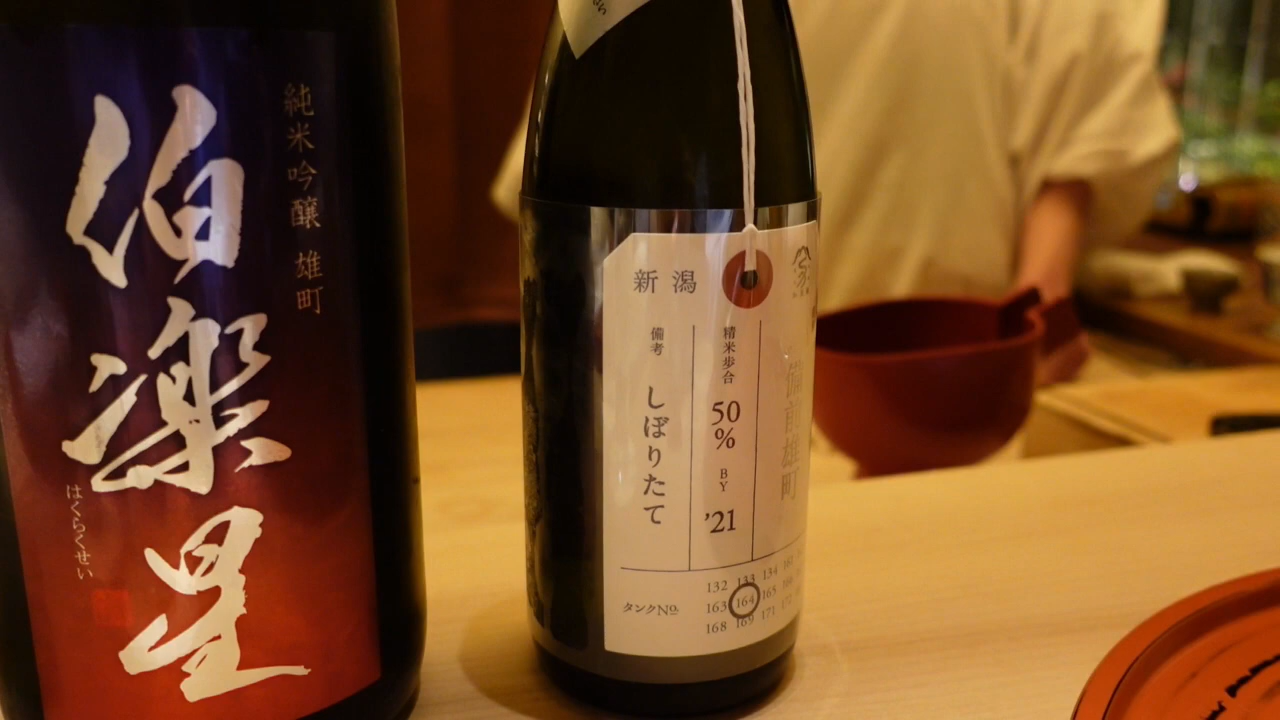 純米吟醸 雄町
伯楽星
はくらくせい
新潟
備前雄町
精米歩合 50% BY '21
備考 しぼりたて
タンクNo.
132 133 134
163 164 165
168 169 171